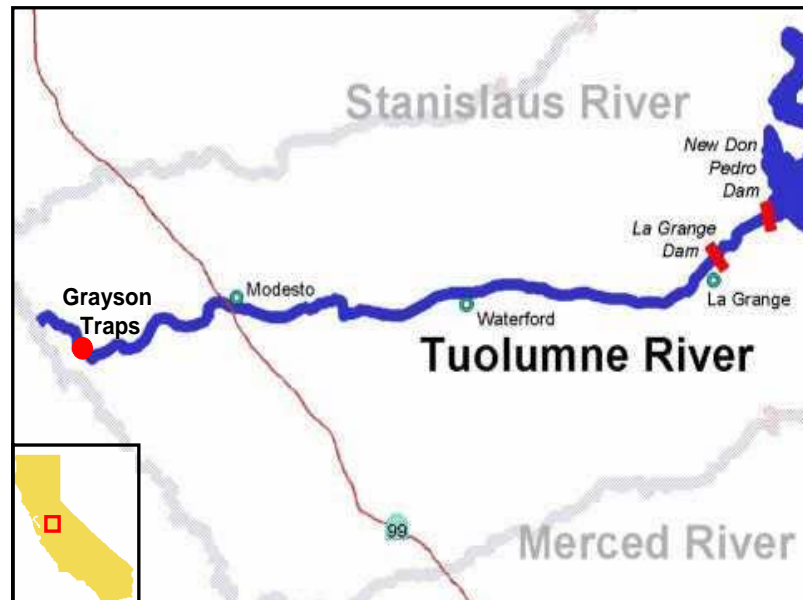 Stanislaus River
New Don
Pedro
Dam
La Grange
Dam
Grayson
Traps
Modesto
La Grange
Waterford
Tuolumne River
99
Merced River